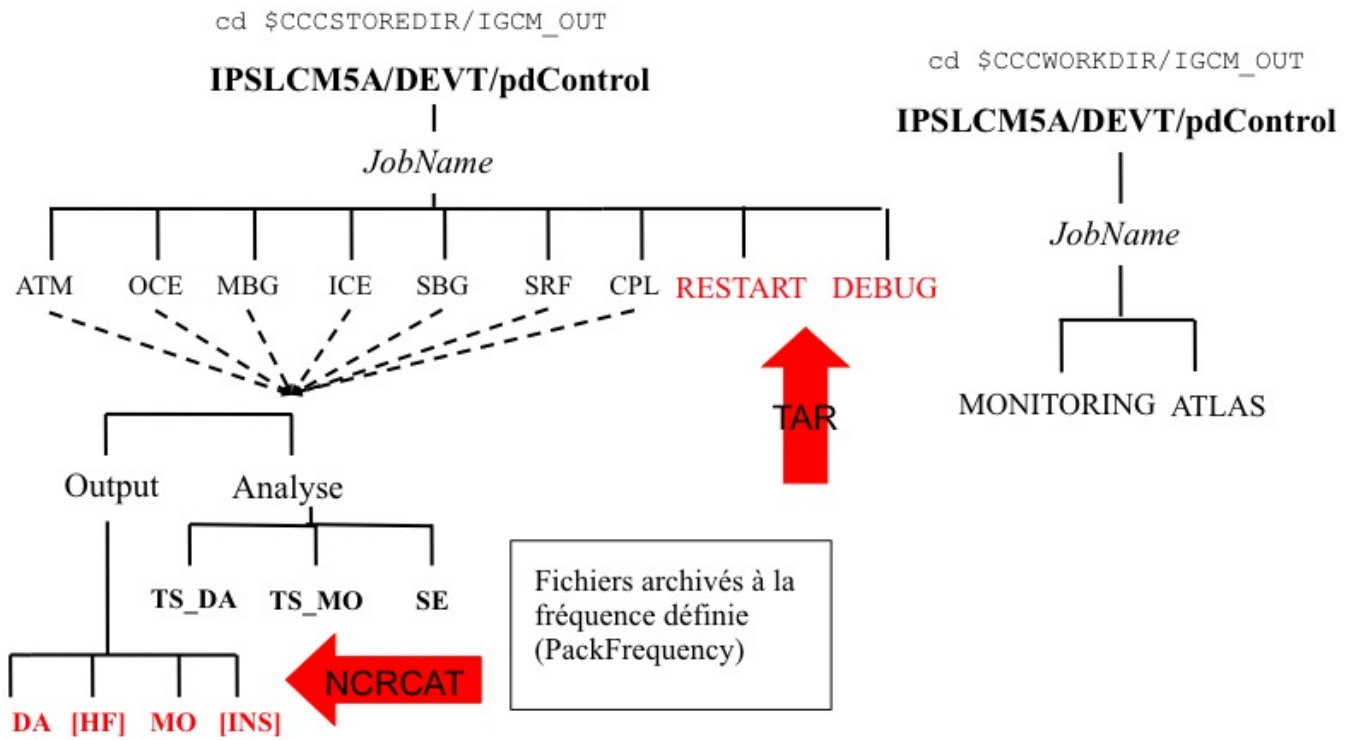 cd $CCCSTOREDIR/IGCM_OUT
IPSLCM5A/DEVT/pdControl
JobName
ATM OCE MBG ICE SBG SRF CPL RESTART DEBUG
TAR
Output Analyse
TS_DA TS_MO SE
NCRCAT
DA [HF] MO [INS]
Fichiers archivés à la
fréquence définie
(PackFrequency)
cd $CCCWORKDIR/IGCM_OUT
IPSLCM5A/DEVT/pdControl
JobName
MONITORING ATLAS